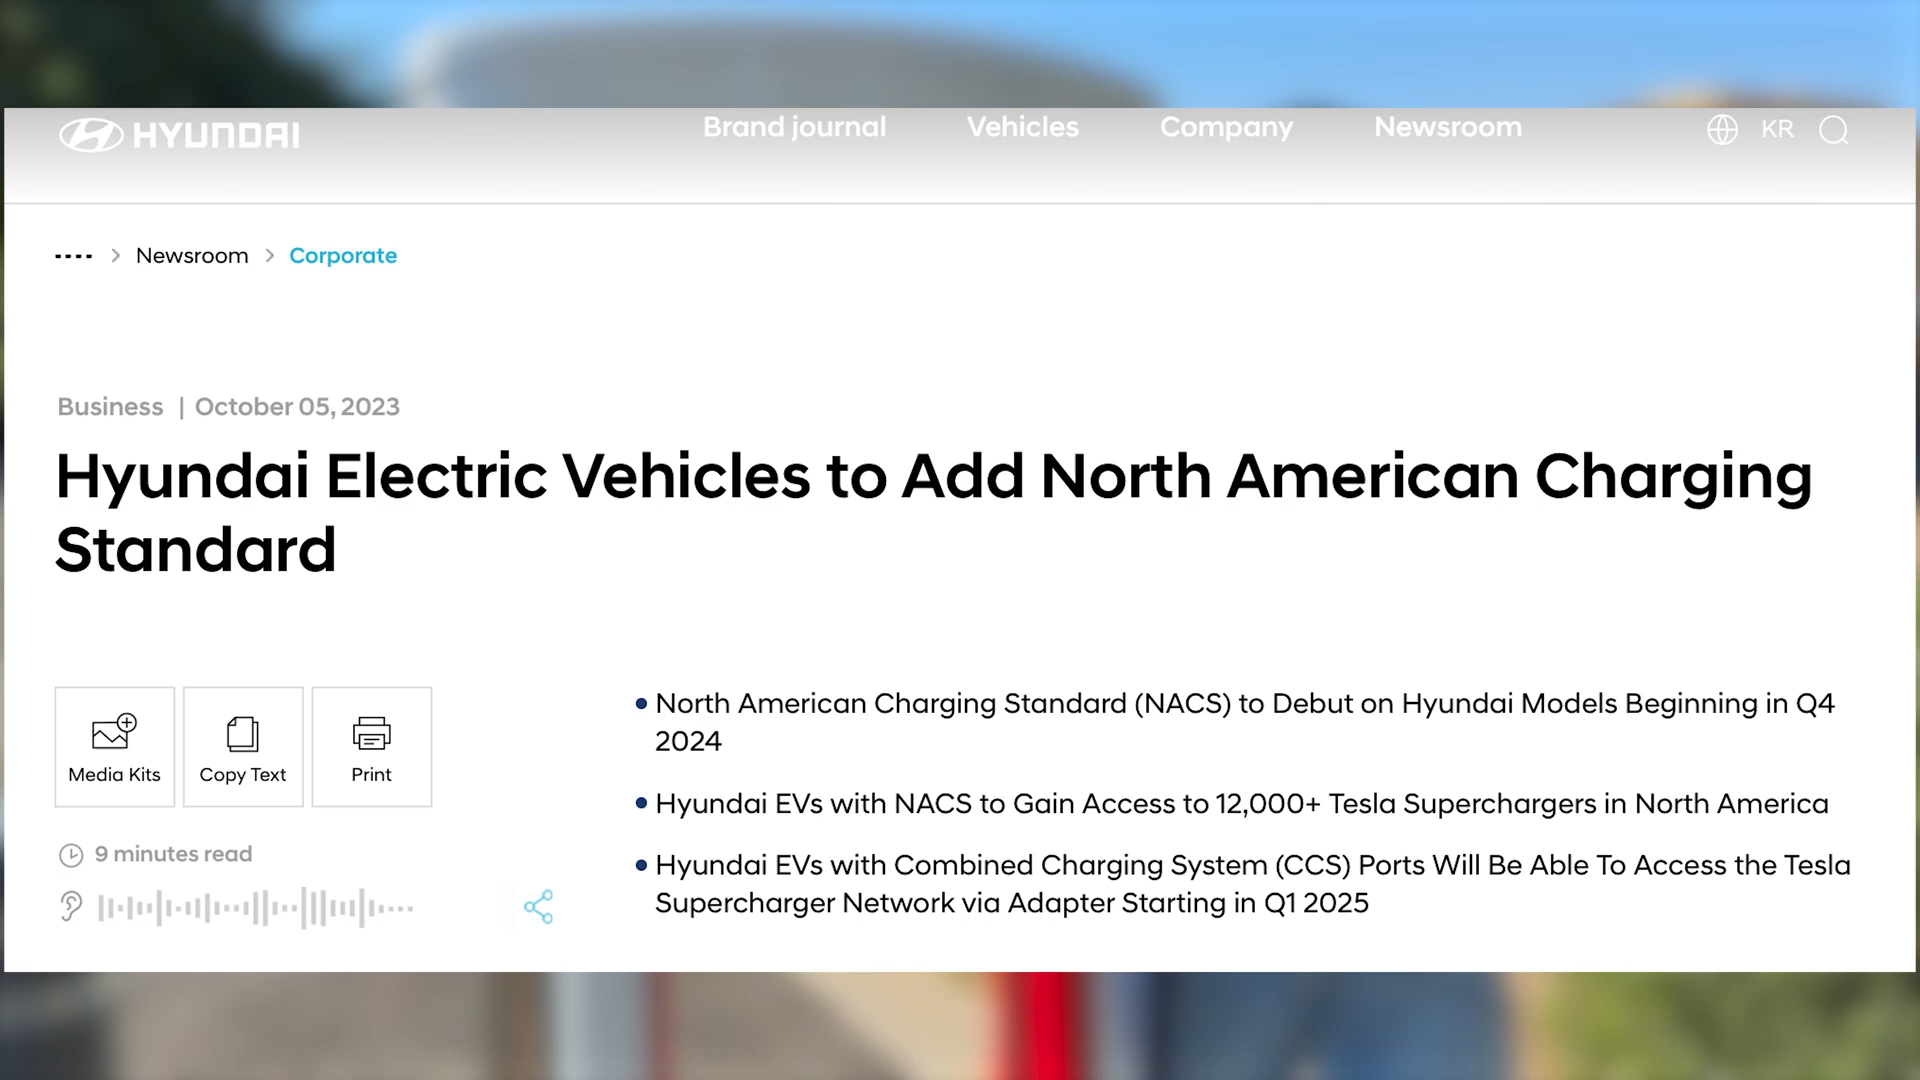 HYUNDAI
Brand journal
Vehicles
Company
Newsroom
KR
Newsroom
Corporate
Business | October 05, 2023
Hyundai Electric Vehicles to Add North American Charging
Standard
Media Kits
Copy Text
Print
9 minutes read
• North American Charging Standard (NACS) to Debut on Hyundai Models Beginning in Q4
2024
• Hyundai EVs with NACS to Gain Access to 12,000+ Tesla Superchargers in North America
• Hyundai EVs with Combined Charging System (CCS) Ports Will Be Able To Access the Tesla
Supercharger Network via Adapter Starting in Q1 2025